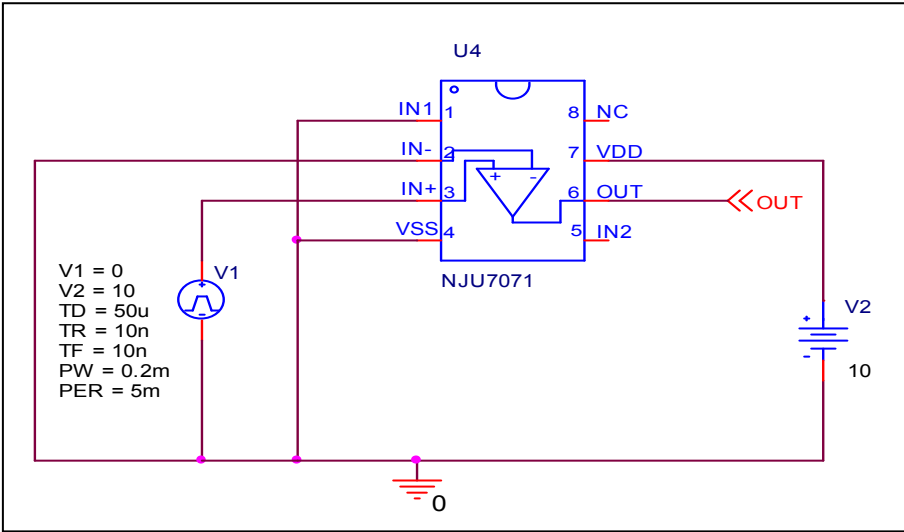 U4
IN1 1
8 NC
IN- 2
7 VDD
+ -
IN+ 3
6 OUT
OUT
VSS 4
5 IN2
NJU7071
V1 = 0
V2 = 10
TD = 50u
TR = 10n
TF = 10n
PW = 0.2m
PER = 5m
V1
+
-
V2
+
-
10
0